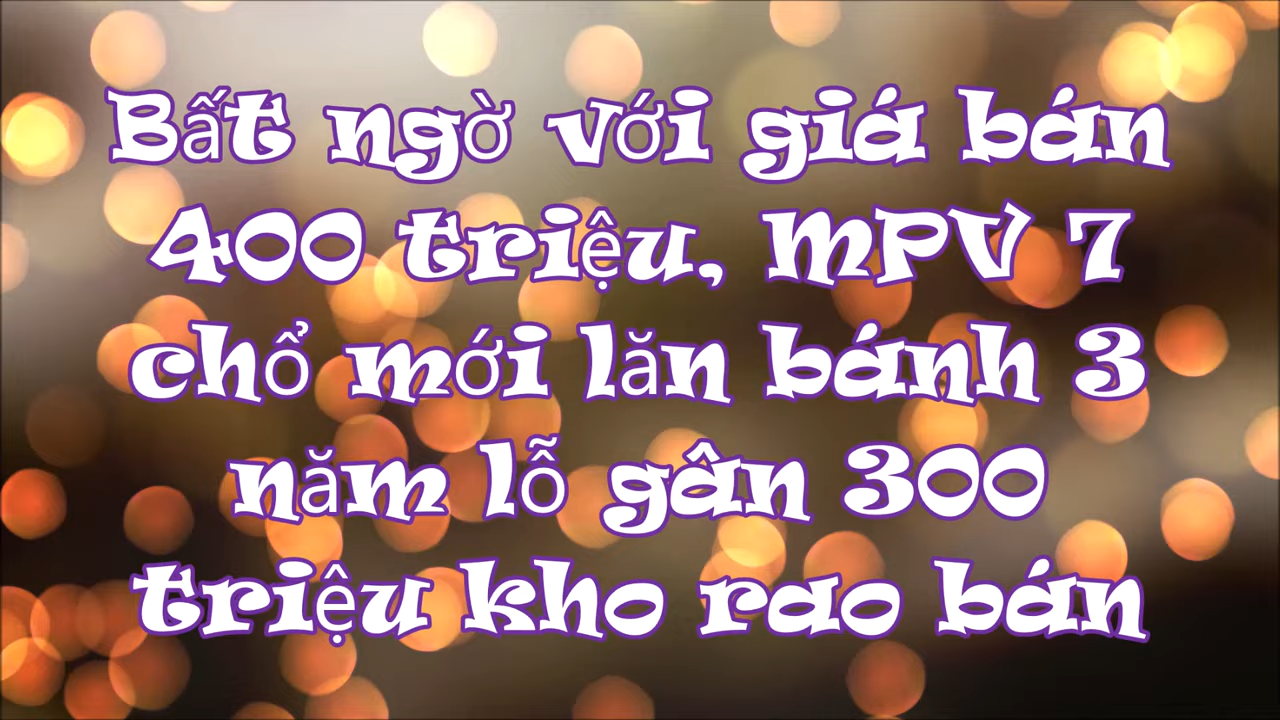 Bất ngờ với giá bán
400 triệu, MPV 7
chổ mới lăn bánh 3
năm lỗ gân 300
triệu kho rao bán